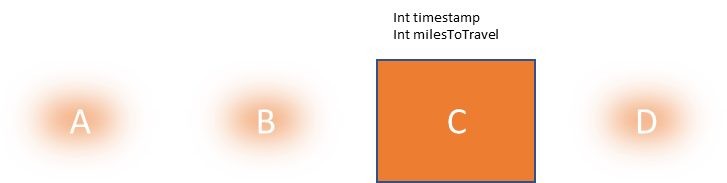 Int timestamp
Int milesToTravel
A B C D